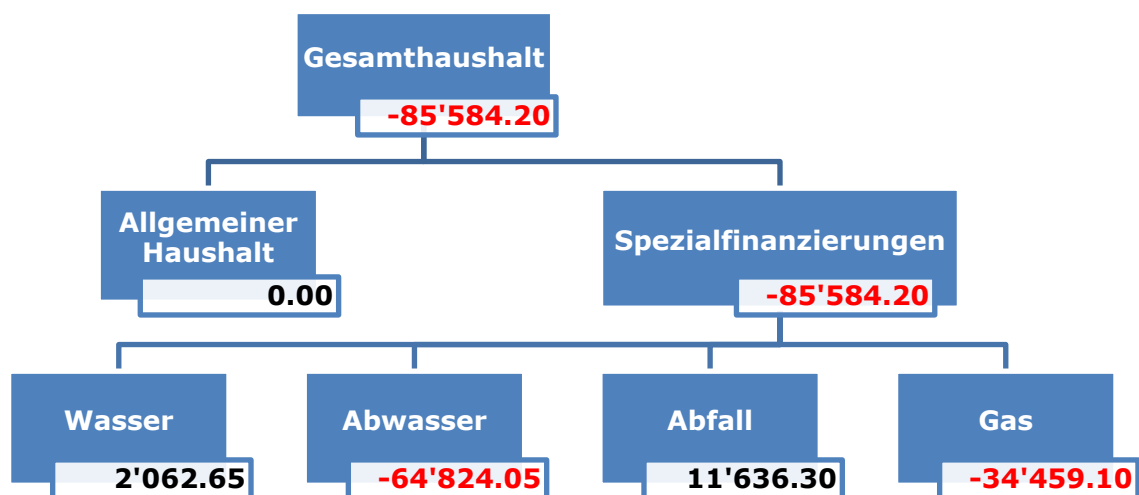 Gesamthaushalt
-85'584.20
Allgemeiner
Haushalt
0.00
Spezialfinanzierungen
-85'584.20
Wasser
2'062.65
Abwasser
-64'824.05
Abfall
11'636.30
Gas
-34'459.10